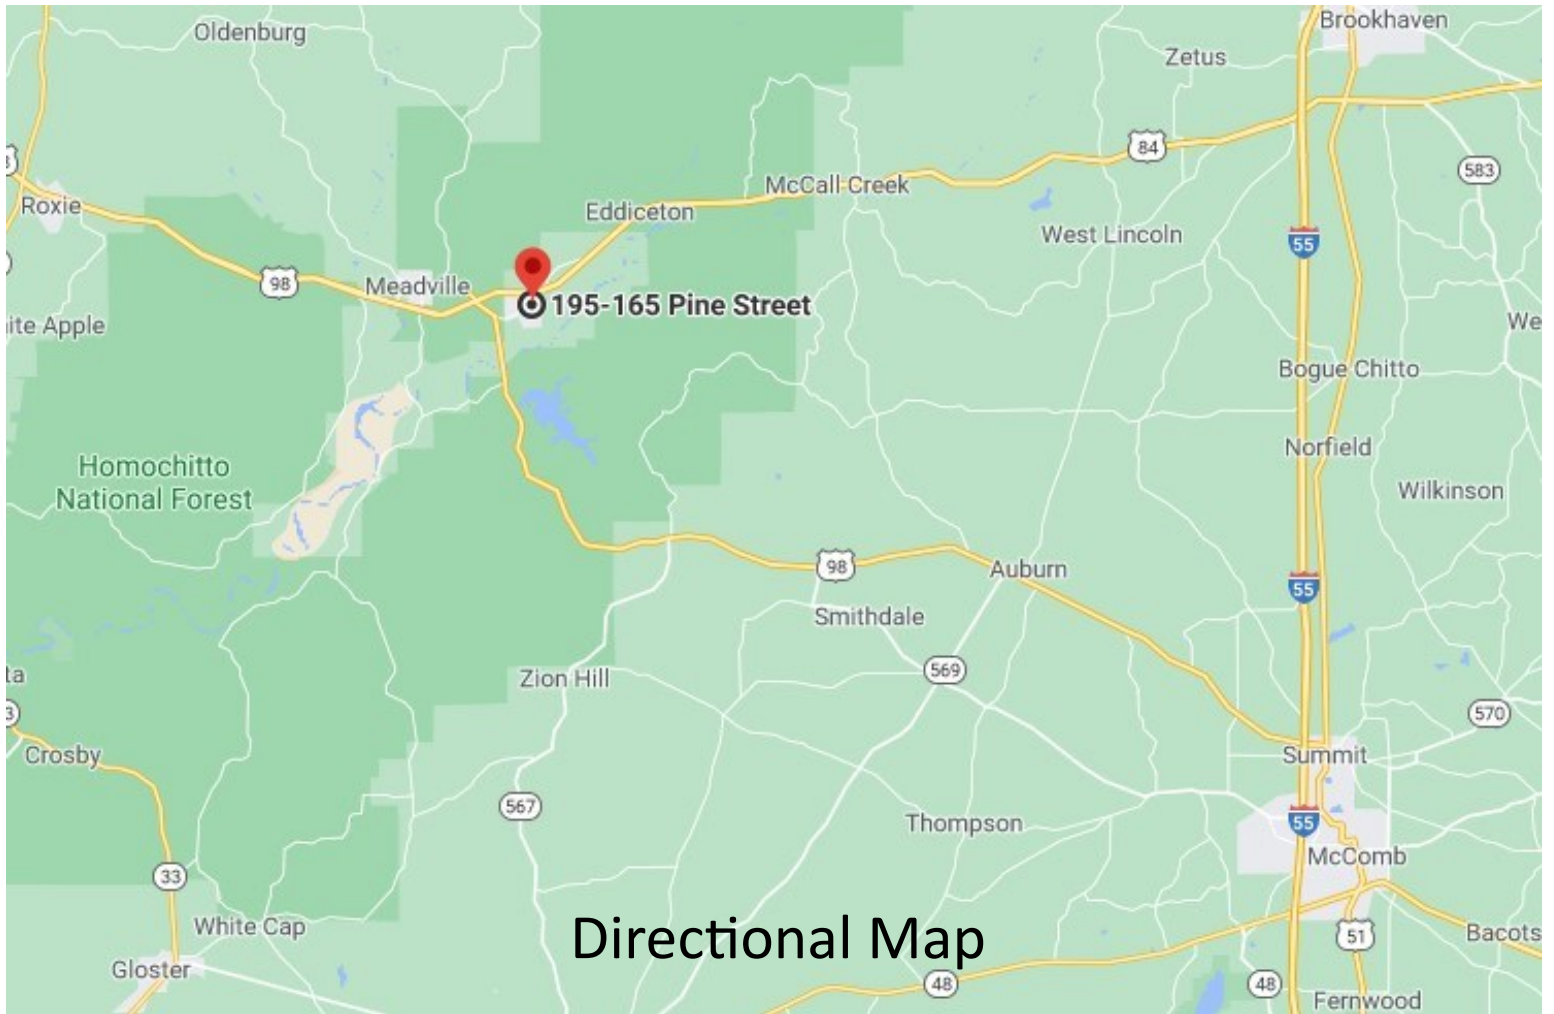 Oldenburg
Brookhaven
Zetus
84
583
McCall Creek
Roxie
Eddiceton
West Lincoln
55
98
Meadville
195-165 Pine Street
ite Apple
We
Bogue Chitto
Norfield
Homochitto
National Forest
Wilkinson
98
Auburn
55
Smithdale
569
ta
Zion Hill
3
570
Crosby
Summit
567
Thompson
55
McComb
33
White Cap
Directional Map
51
Bacots
Gloster
48
48
Fernwood